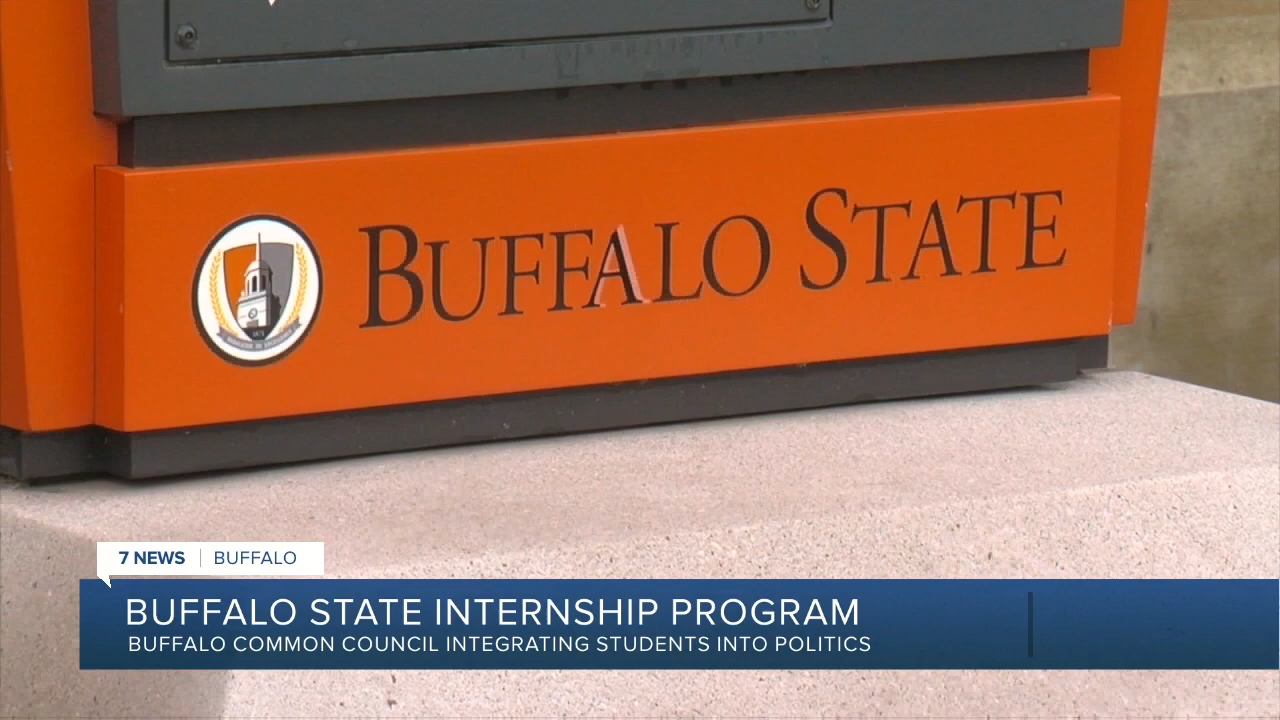 BUFFALO STATE
7 NEWS | BUFFALO
BUFFALO STATE INTERNSHIP PROGRAM
BUFFALO COMMON COUNCIL INTEGRATING STUDENTS INTO POLITICS